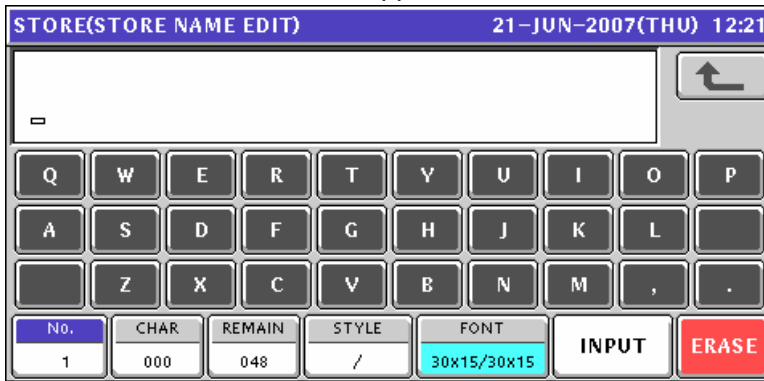 STORE(STORE NAME EDIT) 21-JUN-2007(THU) 12:21
Q W E R T Y U I O P
A S D F G H J K L
Z X C V B N M , .
No. CHAR REMAIN STYLE FONT INPUT ERASE
1 000 048 / 30x15/30x15